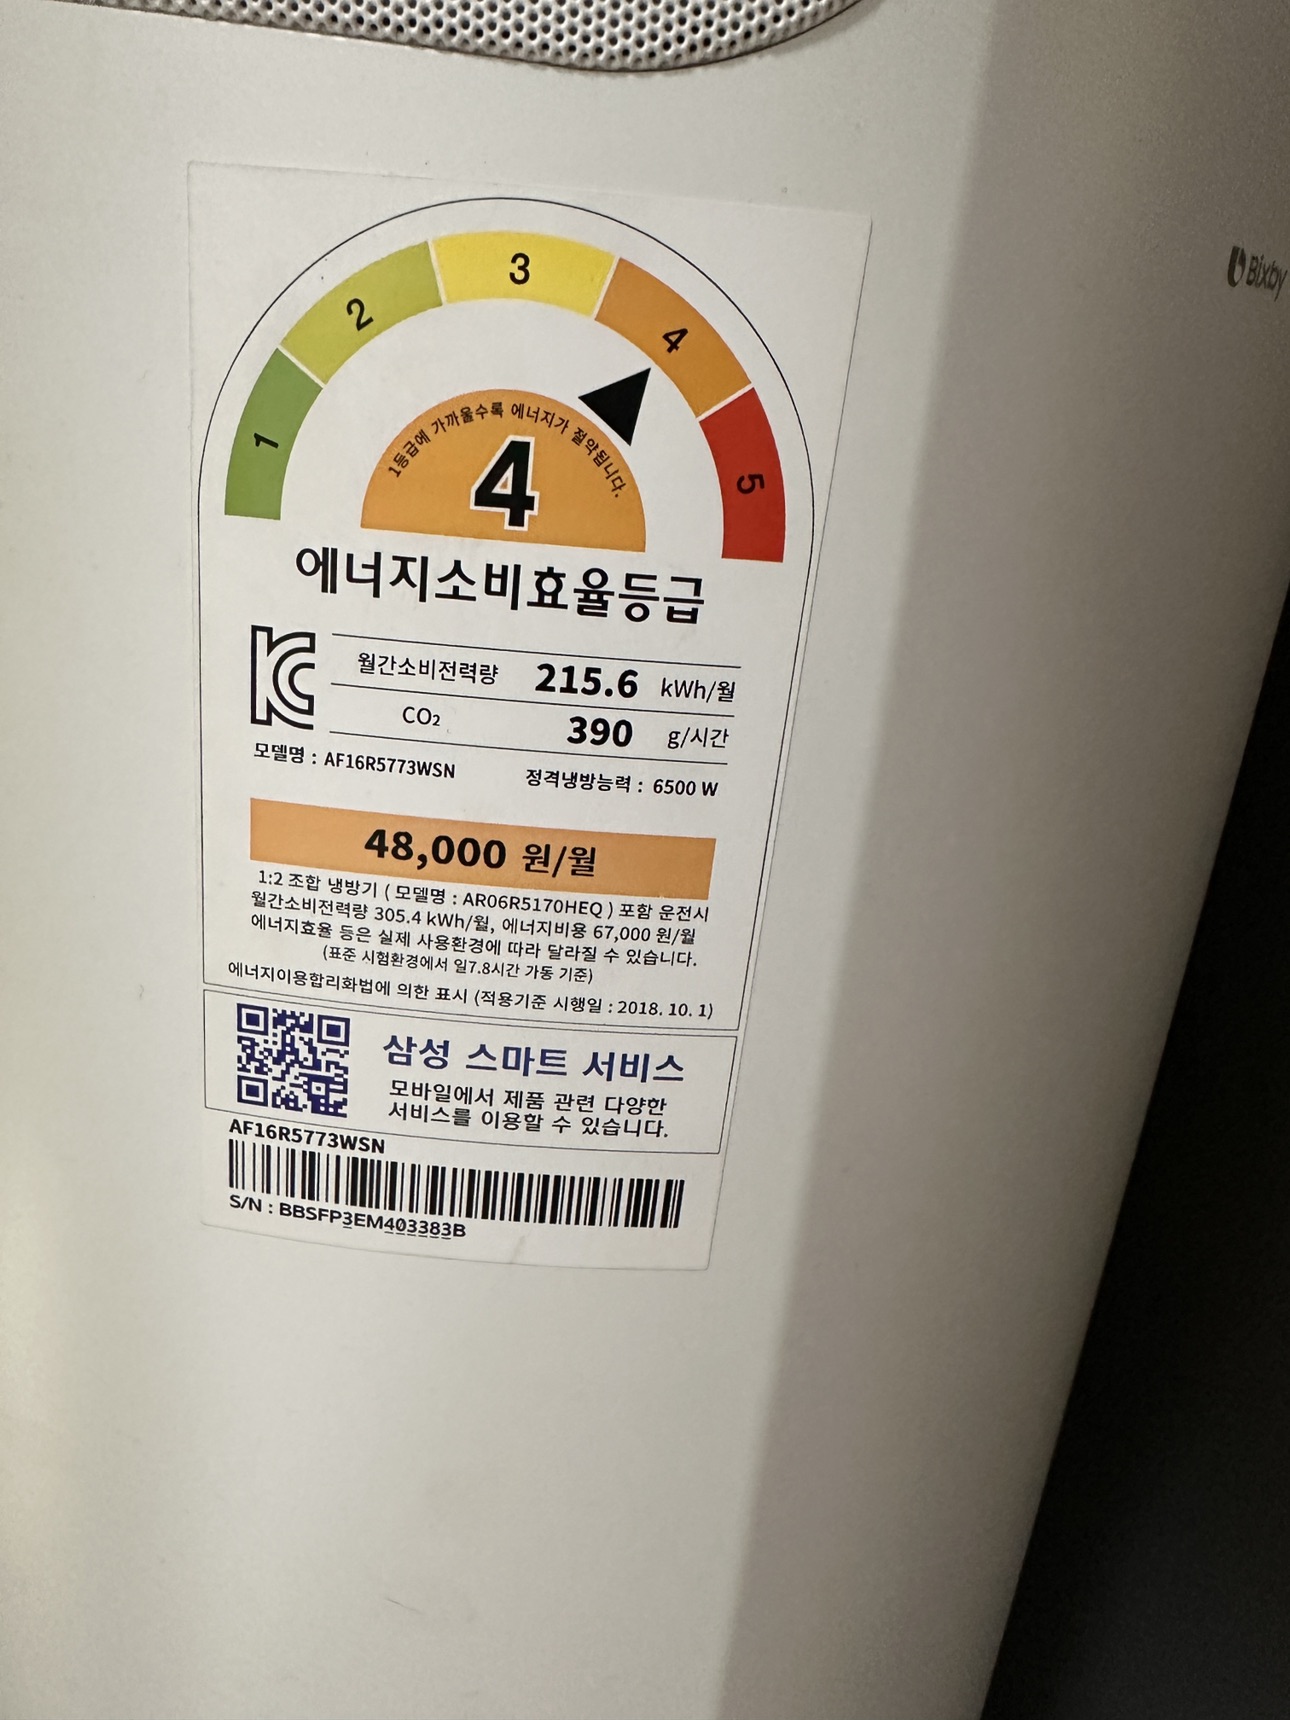 Bixby
1
2
3
4
5
1등급에 가까울수록 에너지가 절약됩니다.
4
에너지소비효율등급
KC
월간소비전력량 215.6 kWh/월
CO₂ 390 g/시간
모델명 : AF16R5773WSN 정격냉방능력 : 6500 W
48,000 원/월
1:2 조합 냉방기 ( 모델명 : AR06R5170HEQ ) 포함 운전시
월간소비전력량 305.4 kWh/월, 에너지비용 67,000 원/월
에너지효율 등은 실제 사용환경에 따라 달라질 수 있습니다.
(표준 시험환경에서 일7.8시간 가동 기준)
에너지이용합리화법에 의한 표시 (적용기준 시행일 : 2018. 10. 1)
삼성 스마트 서비스
모바일에서 제품 관련 다양한
서비스를 이용할 수 있습니다.
AF16R5773WSN
S/N : BBSFP3EM403383B